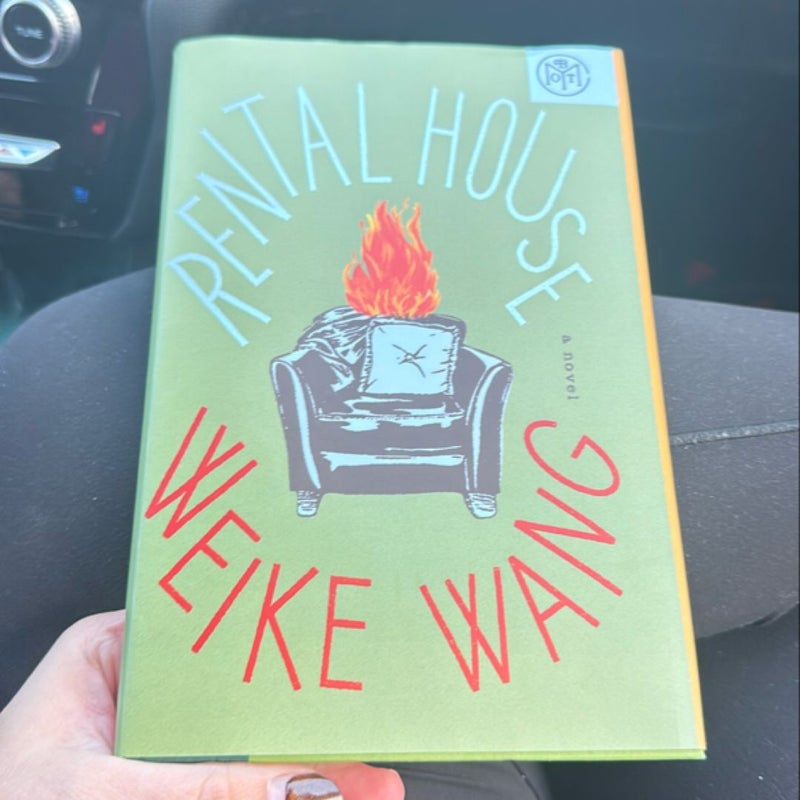 TUNE
BOTM
RENTAL HOUSE
a novel
WEIKE WANG